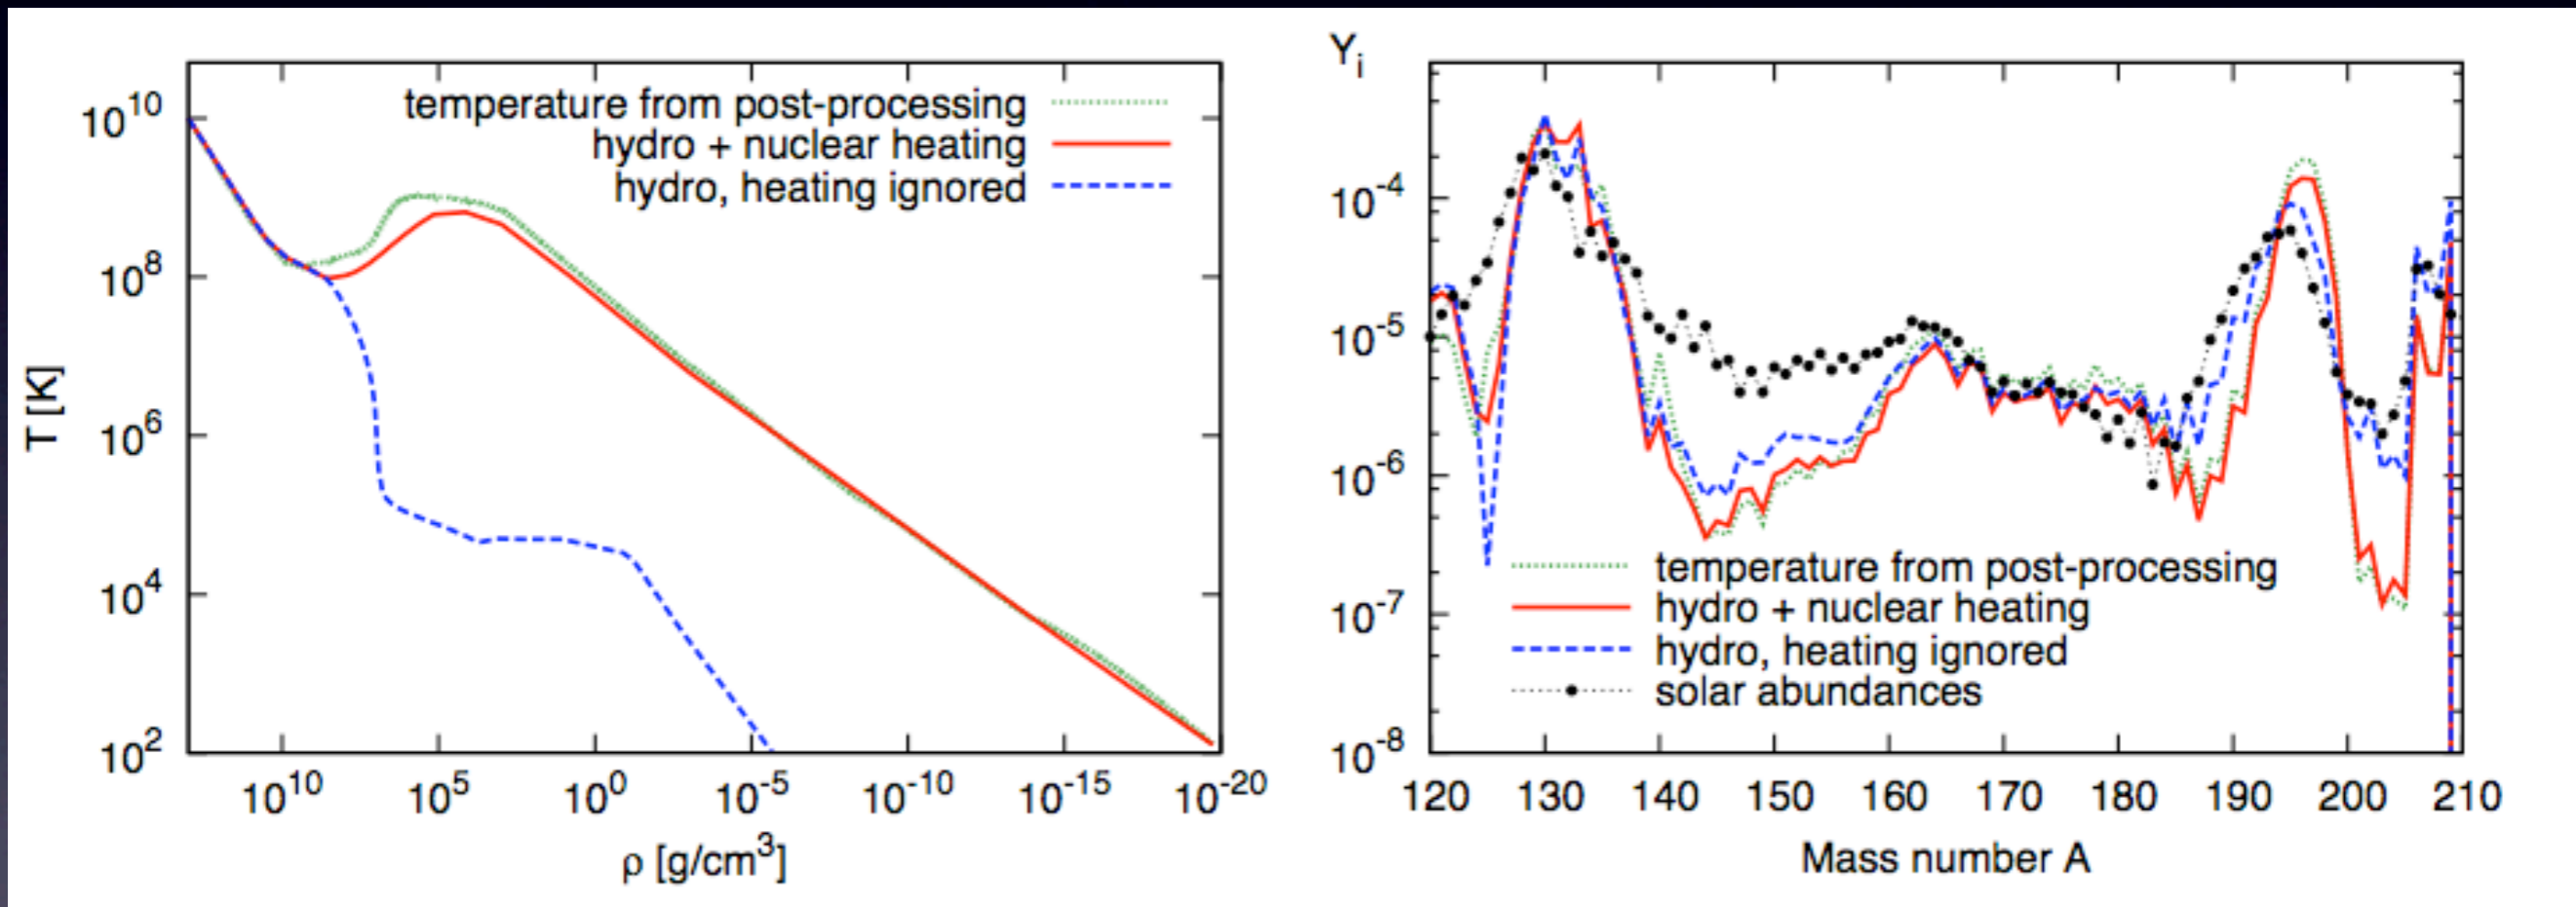 temperature from post-processing
hydro + nuclear heating
hydro, heating ignored
10^10
10^8
10^6
10^4
10^2
T [K]
10^10 10^5 10^0 10^-5 10^-10 10^-15 10^-20
ρ [g/cm^3]
Y_i
10^-4
10^-5
10^-6
10^-7
10^-8
temperature from post-processing
hydro + nuclear heating
hydro, heating ignored
solar abundances
120 130 140 150 160 170 180 190 200 210
Mass number A